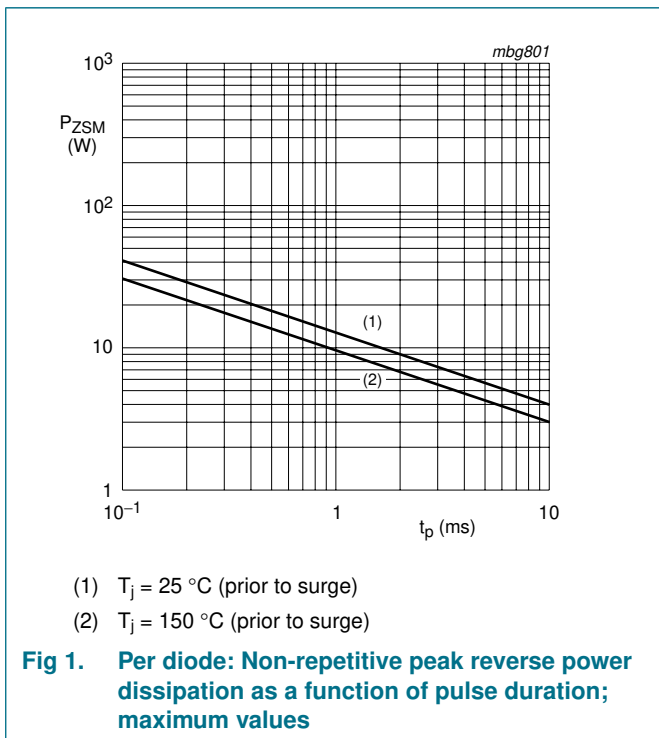 mbg801
10³
P_ZSM
(W)
10²
(1)
10
(2)
1
10⁻¹ 1 10
t_p (ms)
(1) T_j = 25 °C (prior to surge)
(2) T_j = 150 °C (prior to surge)
Fig 1. Per diode: Non-repetitive peak reverse power
dissipation as a function of pulse duration;
maximum values